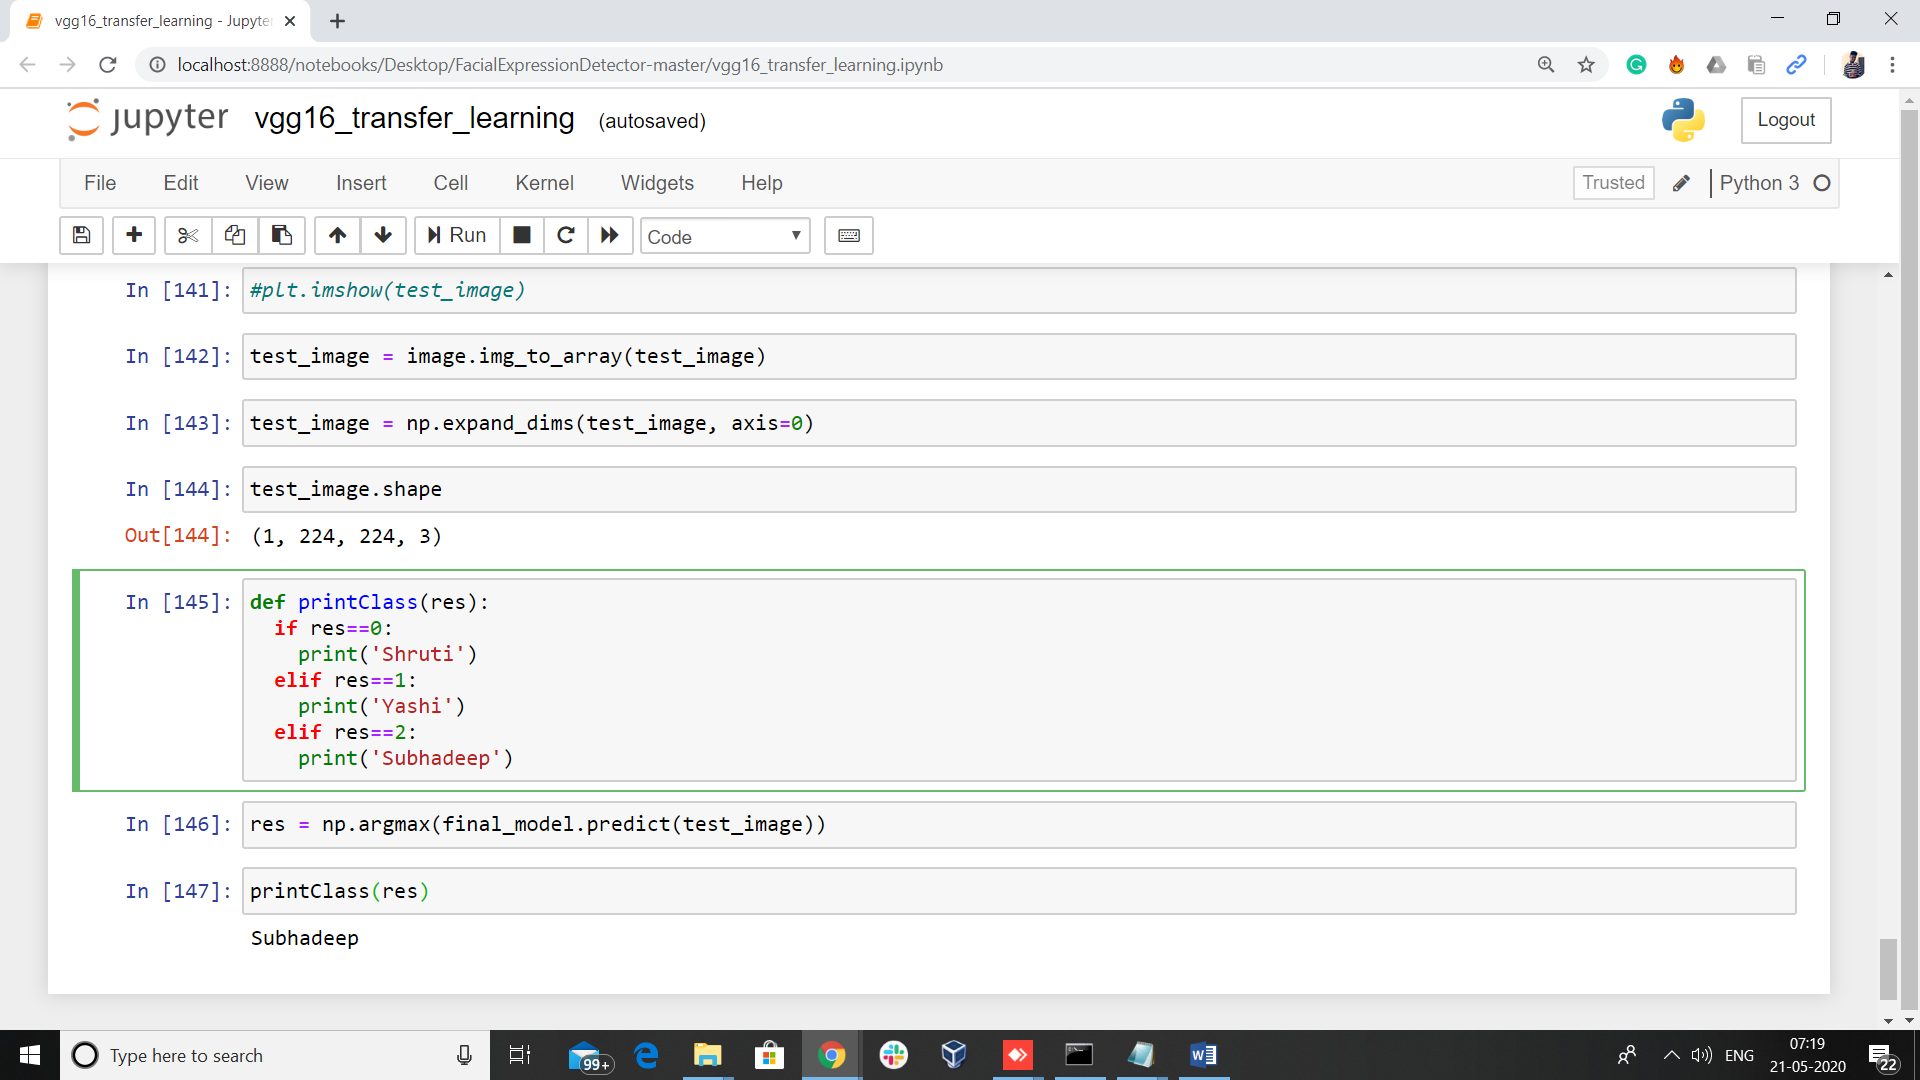 vgg16_transfer_learning - Jupyter
localhost:8888/notebooks/Desktop/FacialExpressionDetector-master/vgg16_transfer_learning.ipynb
jupyter vgg16_transfer_learning (autosaved)
Logout
File Edit View Insert Cell Kernel Widgets Help
Trusted Python 3
Run Code
In [141]: #plt.imshow(test_image)
In [142]: test_image = image.img_to_array(test_image)
In [143]: test_image = np.expand_dims(test_image, axis=0)
In [144]: test_image.shape
Out[144]: (1, 224, 224, 3)
In [145]: def printClass(res):
  if res==0:
    print('Shruti')
  elif res==1:
    print('Yashi')
  elif res==2:
    print('Subhadeep')
In [146]: res = np.argmax(final_model.predict(test_image))
In [147]: printClass(res)
Subhadeep
Type here to search
99+
ENG
07:19
21-05-2020
22